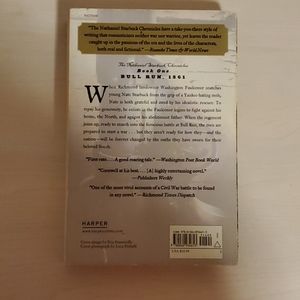 "The Nathaniel Starbuck Chronicles have a take-you-there style of
writing that romanticizes neither war nor warrior, yet leaves the reader
caught up in the passions of the era and the lives of the characters,
both real and fictional."
—Roanoke Times & World-News
The Nathaniel Starbuck Chronicles
Book One
BULL RUN, 1861
When Richmond landowner Washington Faulconer snatches
young Nate Starbuck from the grip of a Yankee-hating mob,
Nate is both grateful and awed by his idealistic rescuer. To
repay his generosity, he enlists in the Faulconer Legion to fight against his
home, the North, and against his abolitionist father. When the regiment
joins up, ready to march into the ferocious battle at Bull Run, the men are
prepared to start a war . . . but they aren't ready for how they—and the
nation—will be forever changed by the oaths they have sworn for their
beloved South.
"First-rate. . . . A good roaring tale."—Washington Post Book World
"Cornwell at his best. . . . [A] highly entertaining novel."
—Publishers Weekly
"One of the most vivid accounts of a Civil War battle to be found
in any novel."—Richmond Times Dispatch
HARPER